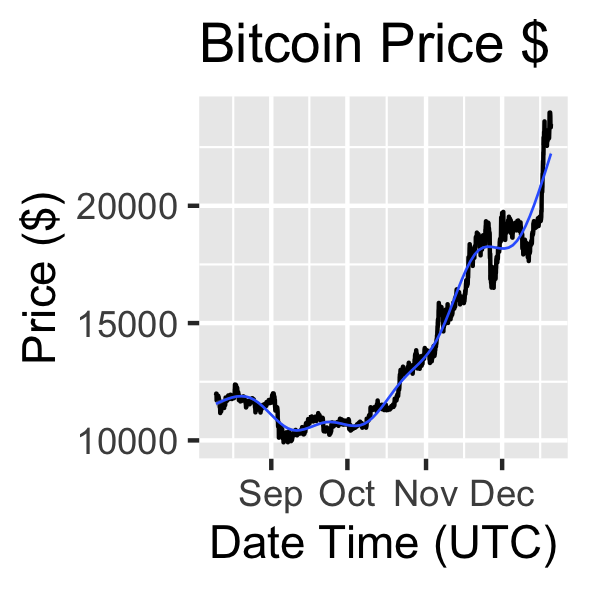 Bitcoin Price $
Price ($)
20000
15000
10000
Sep Oct Nov Dec
Date Time (UTC)